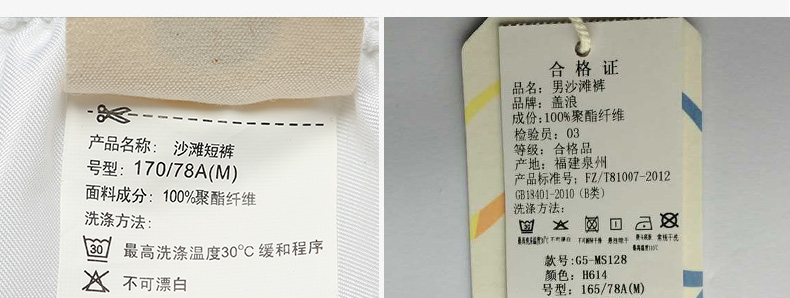 产品名称： 沙滩短裤
号型：170/78A(M)
面料成分：100%聚酯纤维
洗涤方法：
30 最高洗涤温度30°C 缓和程序
不可漂白
合格证
品名：男沙滩裤
品牌：盖浪
成份:100%聚酯纤维
检验员：03
等级：合格品
产地：福建泉州
产品标准号：FZ/T81007-2012
GB18401-2010（B类）
洗涤方法：
款号:G5-MS128
颜色：H614
号型：165/78A(M)